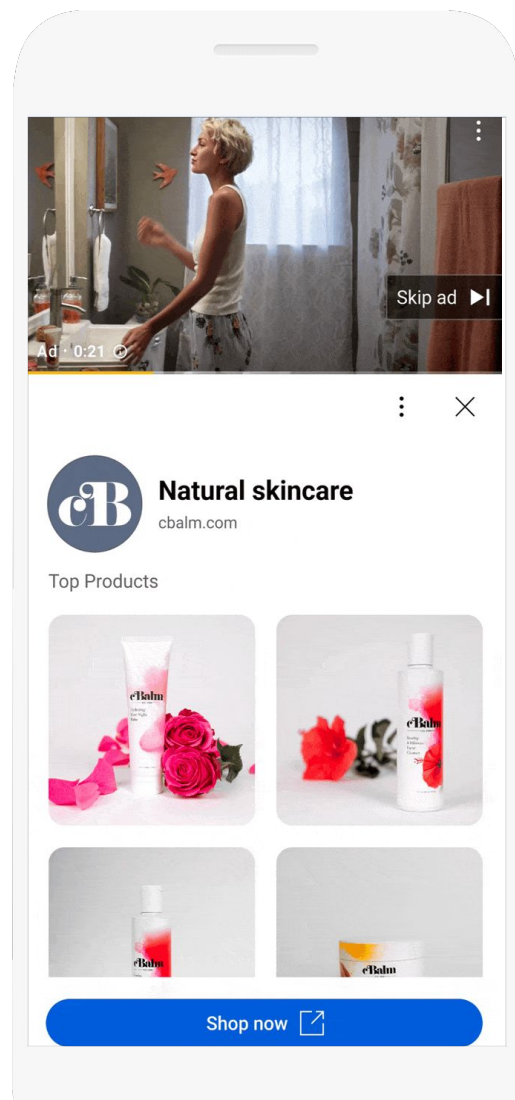 Skip ad
Ad · 0:21
cB
Natural skincare
cbalm.com
Top Products
cBalm
cBalm
cBalm
cBalm
Shop now